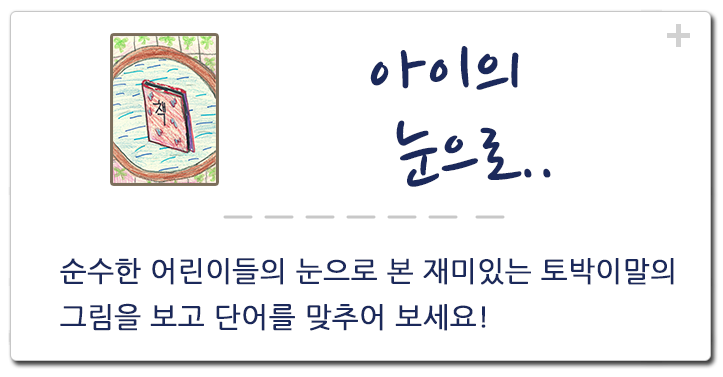 책
아이의
눈으로..
순수한 어린이들의 눈으로 본 재미있는 토박이말의
그림을 보고 단어를 맞추어 보세요!